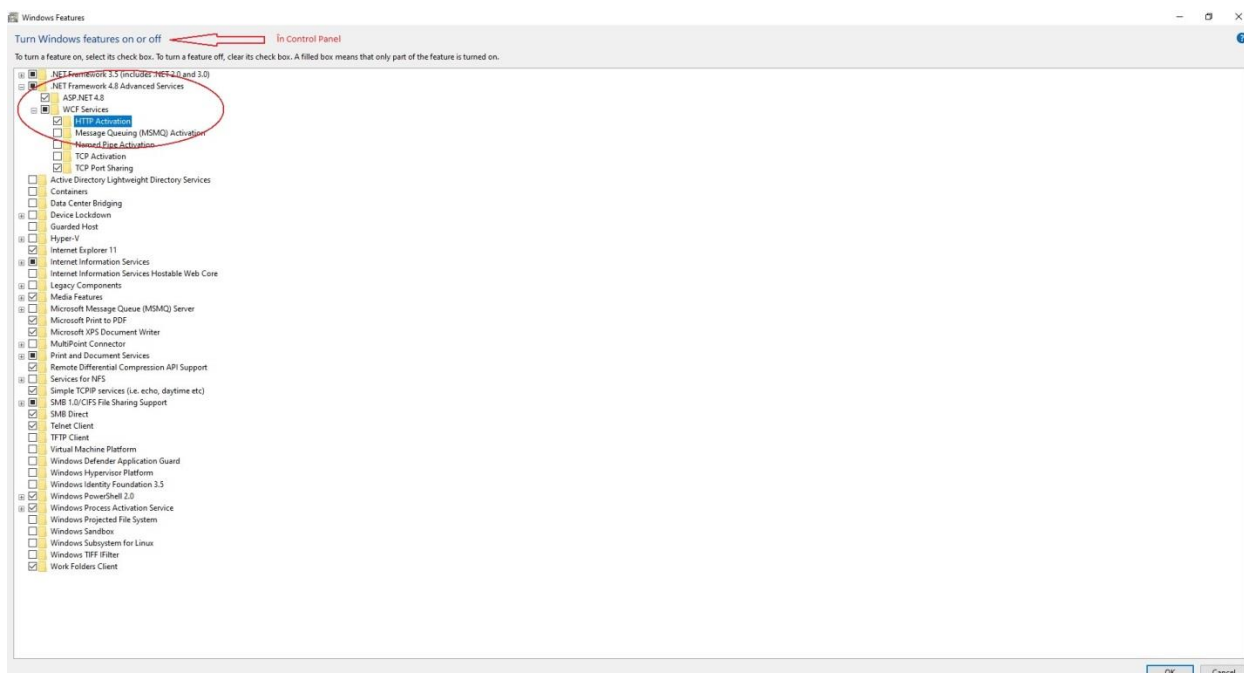 Windows Features
Turn Windows features on or off
În Control Panel
To turn a feature on, select its check box. To turn a feature off, clear its check box. A filled box means that only part of the feature is turned on.
.NET Framework 3.5 (includes .NET 2.0 and 3.0)
.NET Framework 4.8 Advanced Services
ASP.NET 4.8
WCF Services
HTTP Activation
Message Queuing (MSMQ) Activation
Named Pipe Activation
TCP Activation
TCP Port Sharing
Active Directory Lightweight Directory Services
Containers
Data Center Bridging
Device Lockdown
Guarded Host
Hyper-V
Internet Explorer 11
Internet Information Services
Internet Information Services Hostable Web Core
Legacy Components
Media Features
Microsoft Message Queue (MSMQ) Server
Microsoft Print to PDF
Microsoft XPS Document Writer
MultiPoint Connector
Print and Document Services
Remote Differential Compression API Support
Services for NFS
Simple TCPIP services (i.e. echo, daytime etc)
SMB 1.0/CIFS File Sharing Support
SMB Direct
Telnet Client
TFTP Client
Virtual Machine Platform
Windows Defender Application Guard
Windows Hypervisor Platform
Windows Identity Foundation 3.5
Windows PowerShell 2.0
Windows Process Activation Service
Windows Projected File System
Windows Sandbox
Windows Subsystem for Linux
Windows TIFF IFilter
Work Folders Client
OK
Cancel